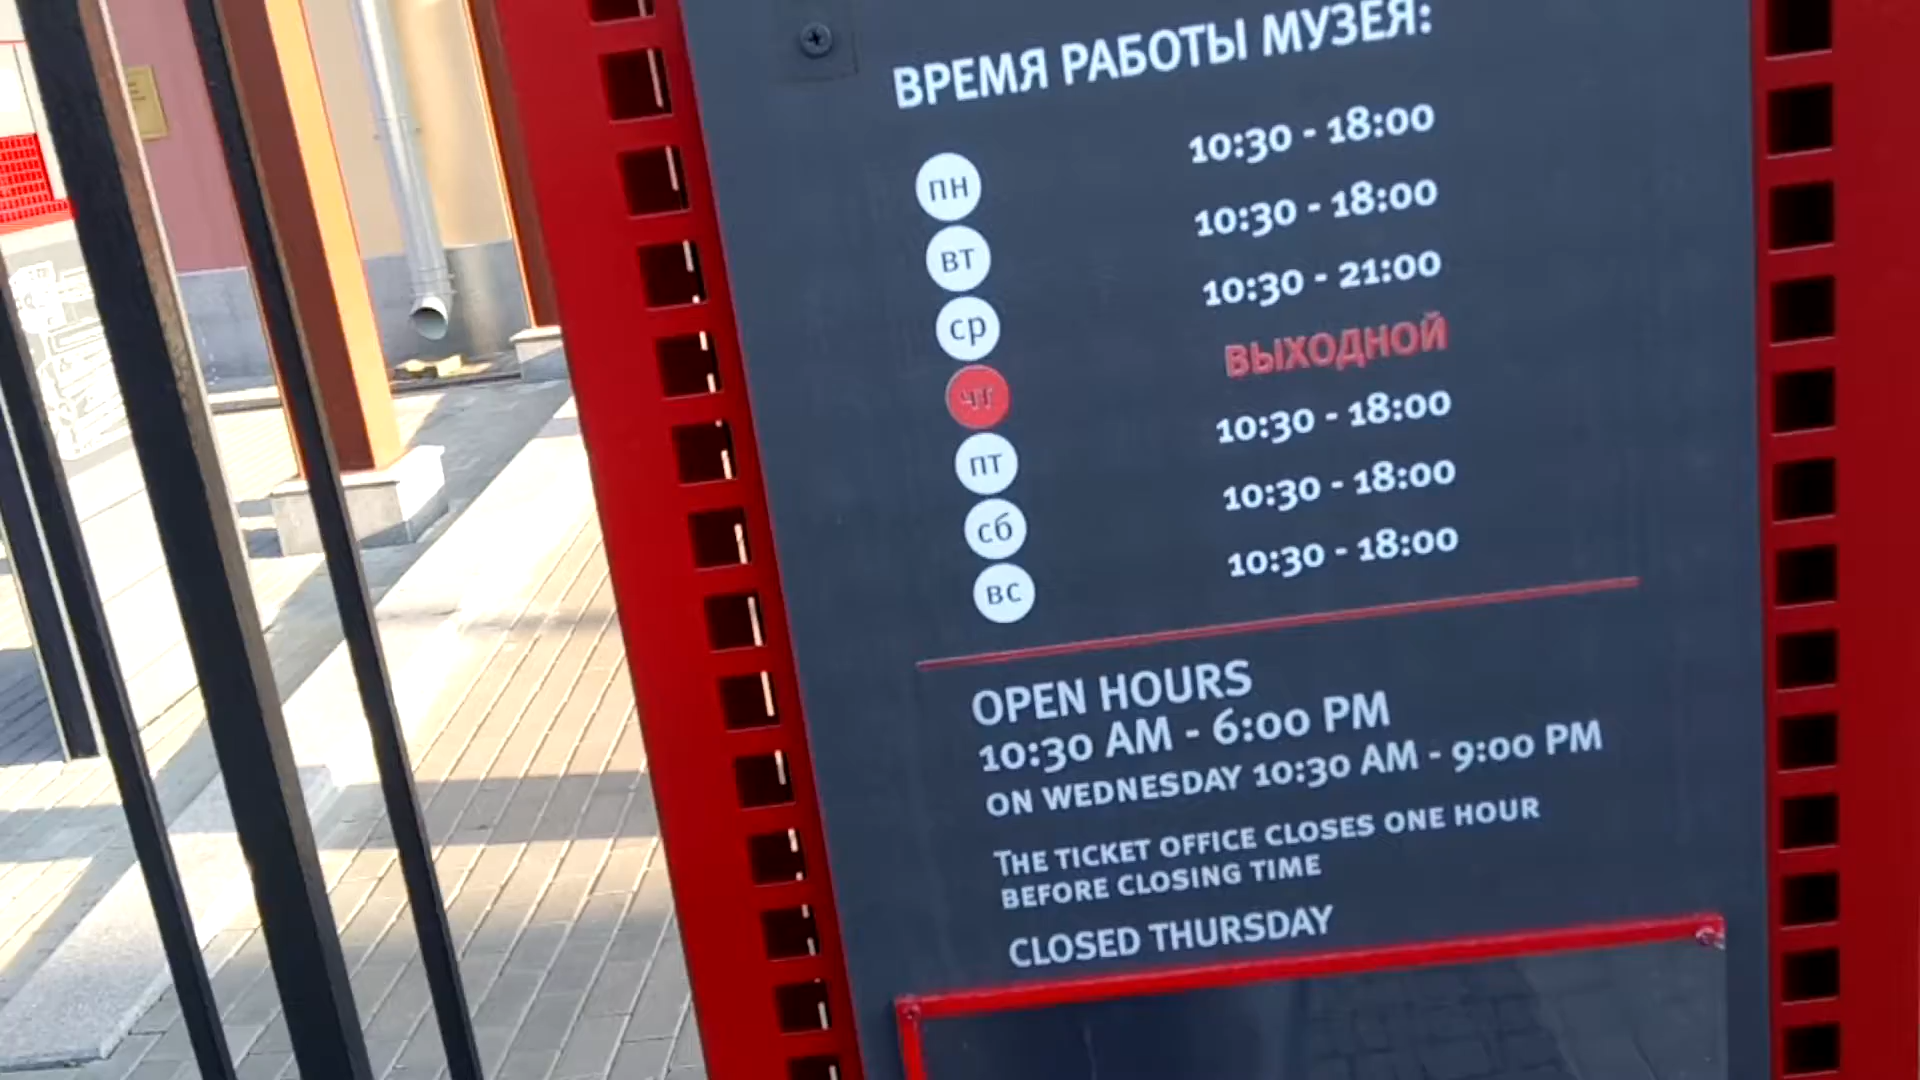 ВРЕМЯ РАБОТЫ МУЗЕЯ:
пн 10:30 - 18:00
вт 10:30 - 18:00
ср 10:30 - 21:00
чт ВЫХОДНОЙ
пт 10:30 - 18:00
сб 10:30 - 18:00
вс 10:30 - 18:00
OPEN HOURS
10:30 AM - 6:00 PM
ON WEDNESDAY 10:30 AM - 9:00 PM
THE TICKET OFFICE CLOSES ONE HOUR
BEFORE CLOSING TIME
CLOSED THURSDAY